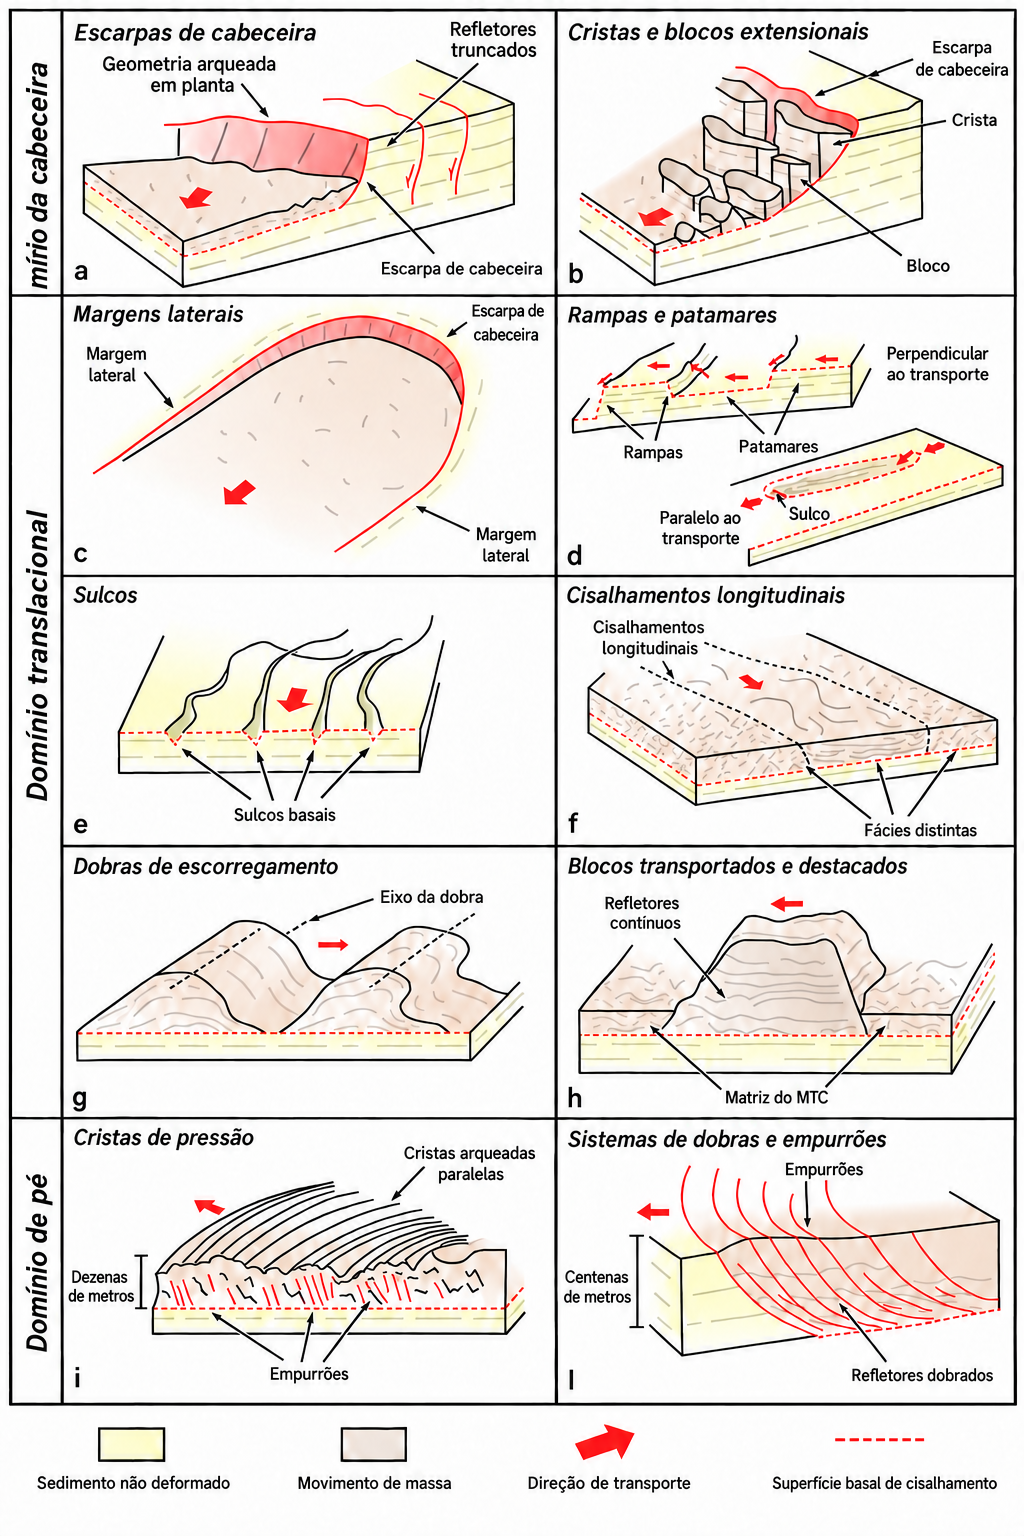 mírio da cabeceira
Escarpas de cabeceira
Geometria arqueada
em planta
Refletores
truncados
Escarpa de cabeceira
a
Cristas e blocos extensionais
Escarpa
de cabeceira
Crista
Bloco
b
Domínio translacional
Margens laterais
Margem
lateral
Escarpa de
cabeceira
Margem
lateral
c
Rampas e patamares
Perpendicular
ao transporte
Rampas
Patamares
Paralelo ao
transporte
Sulco
d
Sulcos
Sulcos basais
e
Cisalhamentos longitudinais
Cisalhamentos
longitudinais
Fácies distintas
f
Dobras de escorregamento
Eixo da dobra
g
Blocos transportados e destacados
Refletores
contínuos
Matriz do MTC
h
Domínio de pé
Cristas de pressão
Cristas arqueadas
paralelas
Dezenas
de metros
Empurrões
i
Sistemas de dobras e empurrões
Empurrões
Centenas
de metros
Refletores dobrados
l
Sedimento não deformado
Movimento de massa
Direção de transporte
Superfície basal de cisalhamento